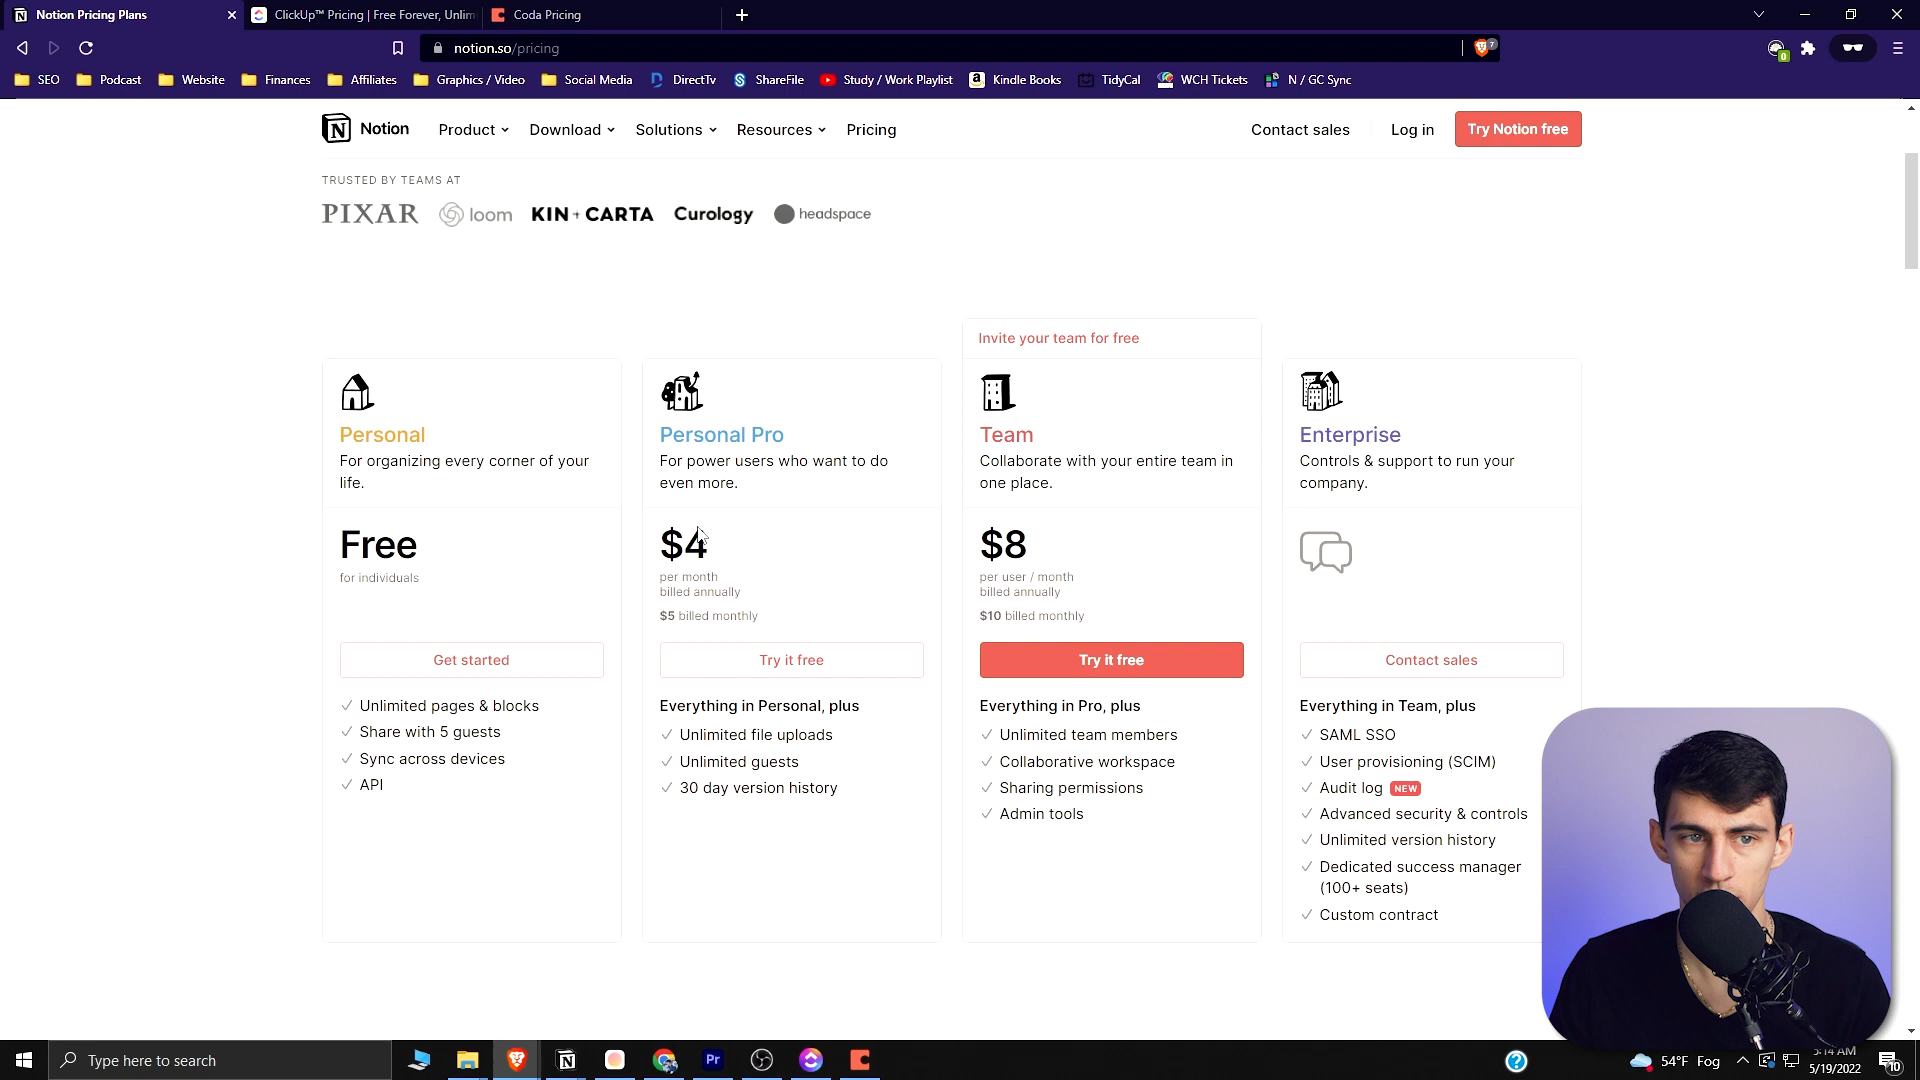 Notion Pricing Plans
ClickUp™ Pricing | Free Forever, Unlim
Coda Pricing
notion.so/pricing
7
0
SEO
Podcast
Website
Finances
Affiliates
Graphics / Video
Social Media
DirectTv
ShareFile
Study / Work Playlist
Kindle Books
TidyCal
WCH Tickets
N / GC Sync
Notion
Product
Download
Solutions
Resources
Pricing
Contact sales
Log in
Try Notion free
TRUSTED BY TEAMS AT
PIXAR
loom
KIN + CARTA
Curology
headspace
Personal
For organizing every corner of your
life.
Free
for individuals
Get started
Unlimited pages & blocks
Share with 5 guests
Sync across devices
API
Personal Pro
For power users who want to do
even more.
$4
per month
billed annually
$5 billed monthly
Try it free
Everything in Personal, plus
Unlimited file uploads
Unlimited guests
30 day version history
Invite your team for free
Team
Collaborate with your entire team in
one place.
$8
per user / month
billed annually
$10 billed monthly
Try it free
Everything in Pro, plus
Unlimited team members
Collaborative workspace
Sharing permissions
Admin tools
Enterprise
Controls & support to run your
company.
Contact sales
Everything in Team, plus
SAML SSO
User provisioning (SCIM)
Audit log NEW
Advanced security & controls
Unlimited version history
Dedicated success manager
(100+ seats)
Custom contract
Type here to search
Pr
54°F Fog
5:14 AM
5/19/2022
10